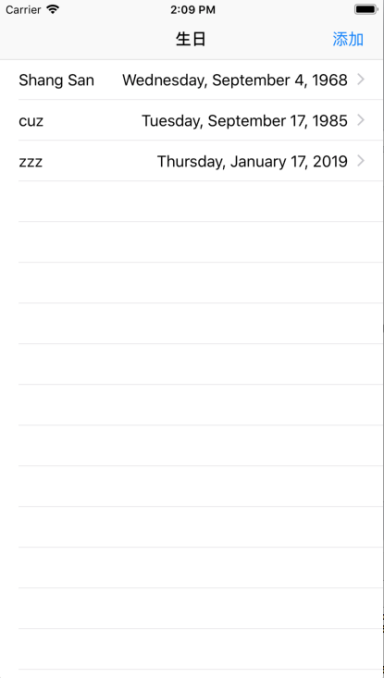 Carrier 2:09 PM
生日 添加
Shang San Wednesday, September 4, 1968
cuz Tuesday, September 17, 1985
zzz Thursday, January 17, 2019